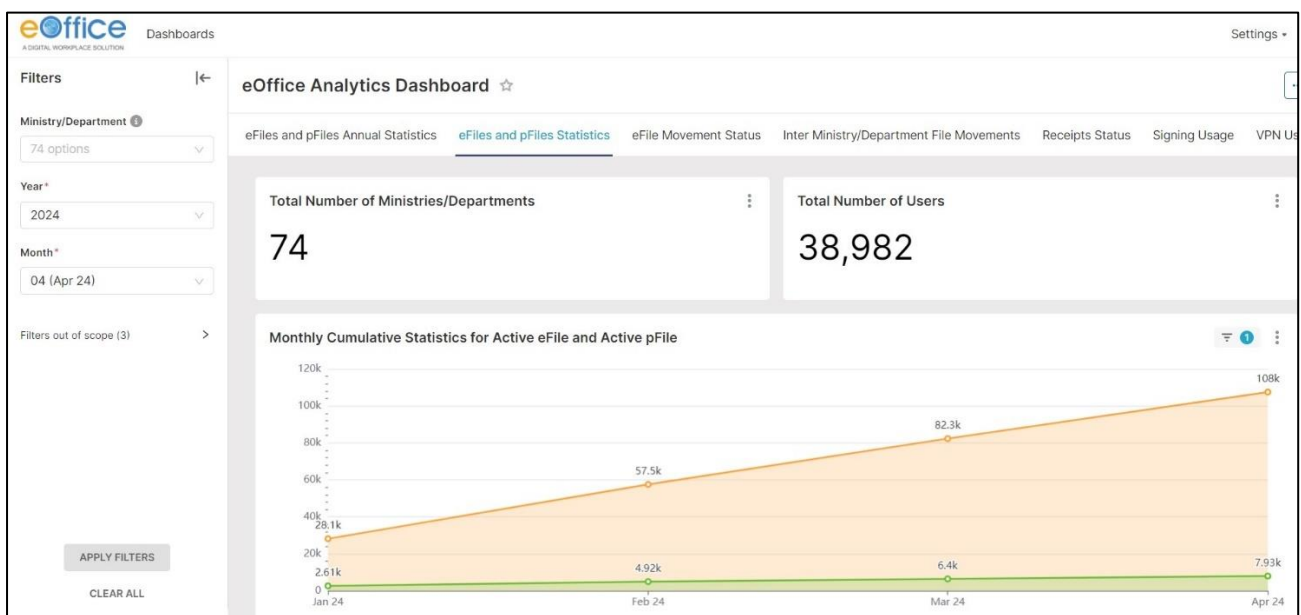 eOffice
A DIGITAL WORKPLACE SOLUTION
Dashboards
Settings
Filters
Ministry/Department
74 options
Year*
2024
Month*
04 (Apr 24)
Filters out of scope (3)
APPLY FILTERS
CLEAR ALL
eOffice Analytics Dashboard
eFiles and pFiles Annual Statistics
eFiles and pFiles Statistics
eFile Movement Status
Inter Ministry/Department File Movements
Receipts Status
Signing Usage
VPN Us
Total Number of Ministries/Departments
74
Total Number of Users
38,982
Monthly Cumulative Statistics for Active eFile and Active pFile
1
120k
100k
80k
60k
40k
20k
0
28.1k
57.5k
82.3k
108k
2.61k
4.92k
6.4k
7.93k
Jan 24
Feb 24
Mar 24
Apr 24